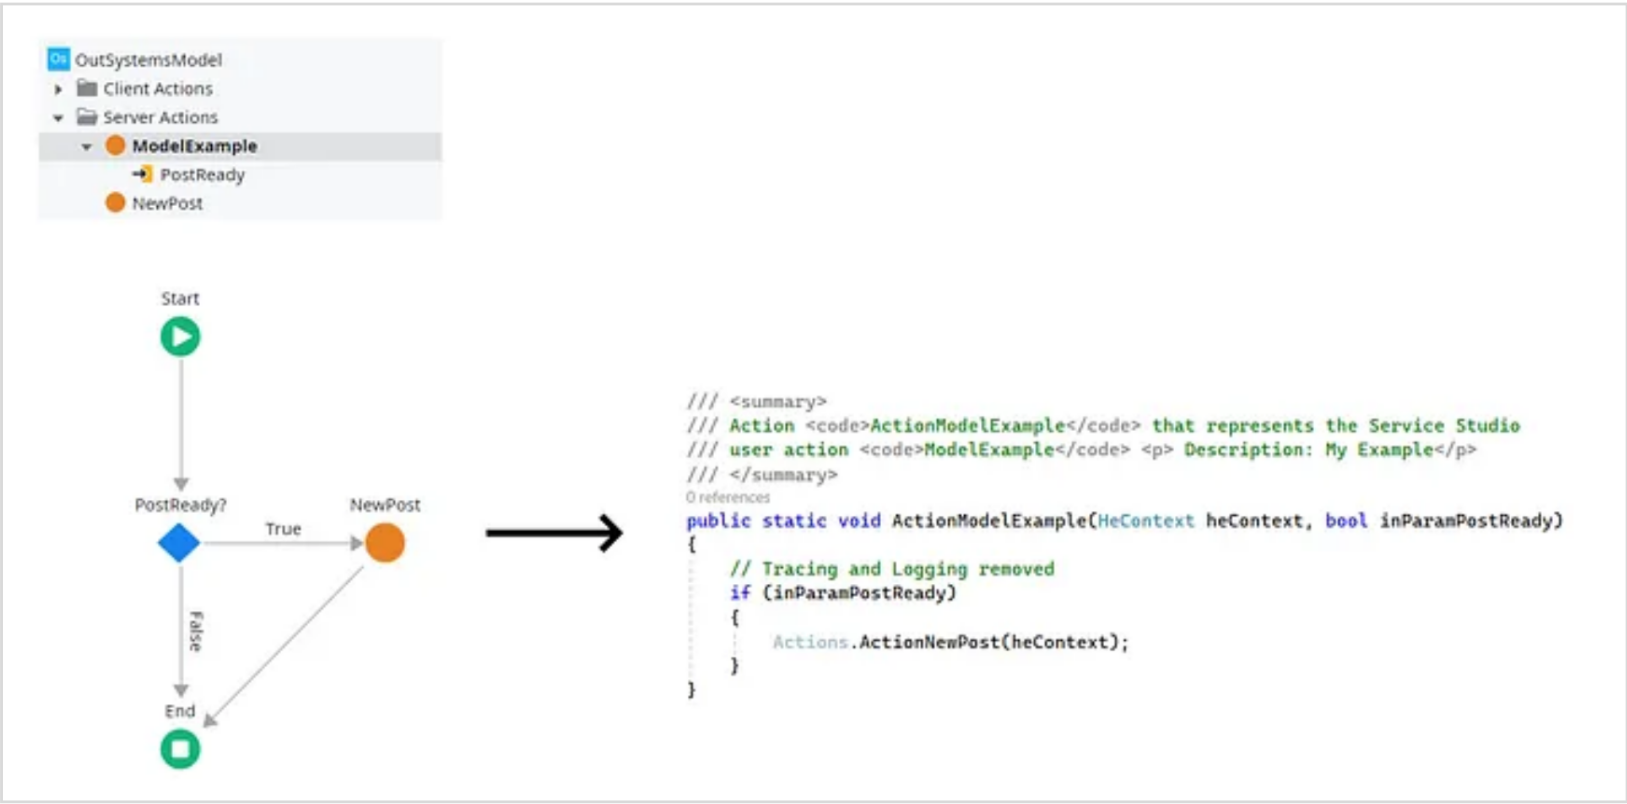 Os OutSystemsModel
Client Actions
Server Actions
ModelExample
PostReady
NewPost
Start
PostReady?
True
NewPost
False
End
/// <summary>
/// Action <code>ActionModelExample</code> that represents the Service Studio
/// user action <code>ModelExample</code> <p> Description: My Example</p>
/// </summary>
0 references
public static void ActionModelExample(HeContext heContext, bool inParamPostReady)
{
// Tracing and Logging removed
if (inParamPostReady)
{
Actions.ActionNewPost(heContext);
}
}